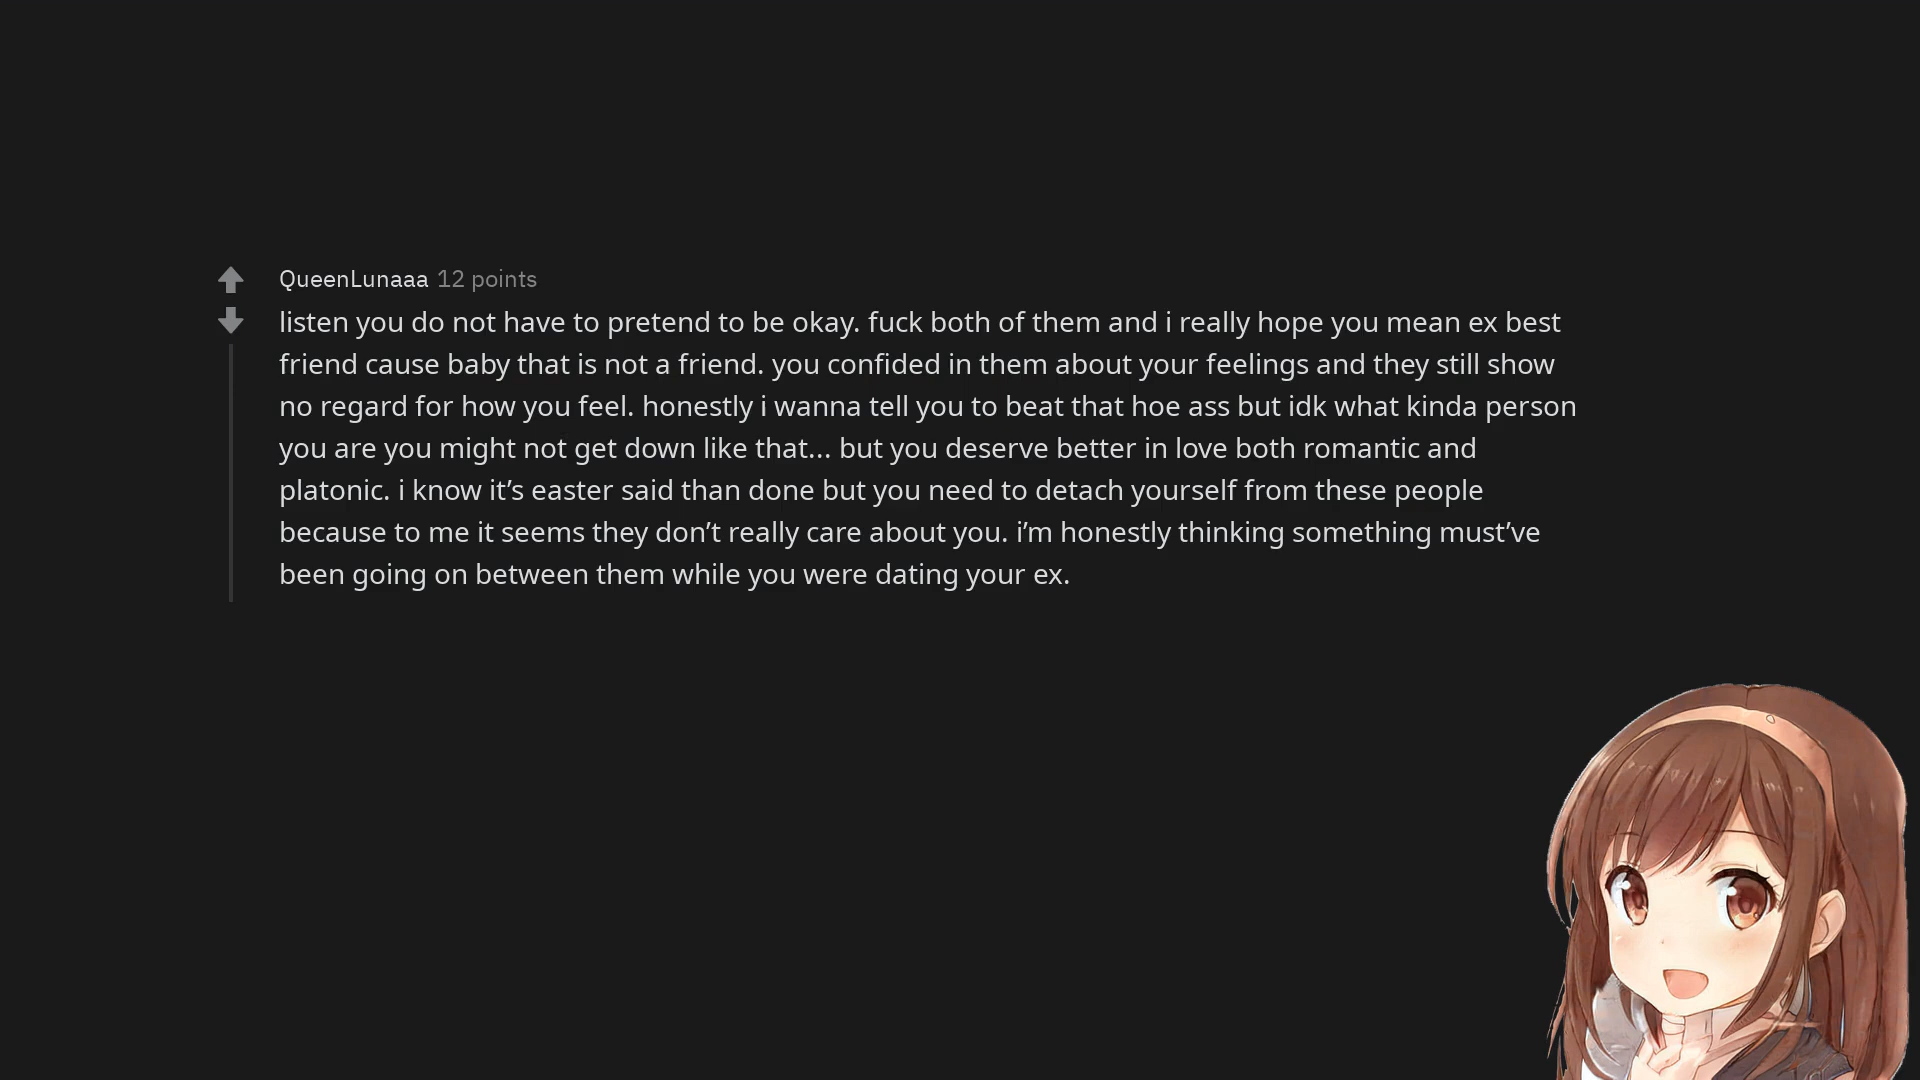 QueenLunaaa 12 points
listen you do not have to pretend to be okay. fuck both of them and i really hope you mean ex best
friend cause baby that is not a friend. you confided in them about your feelings and they still show
no regard for how you feel. honestly i wanna tell you to beat that hoe ass but idk what kinda person
you are you might not get down like that... but you deserve better in love both romantic and
platonic. i know it’s easter said than done but you need to detach yourself from these people
because to me it seems they don’t really care about you. i’m honestly thinking something must’ve
been going on between them while you were dating your ex.